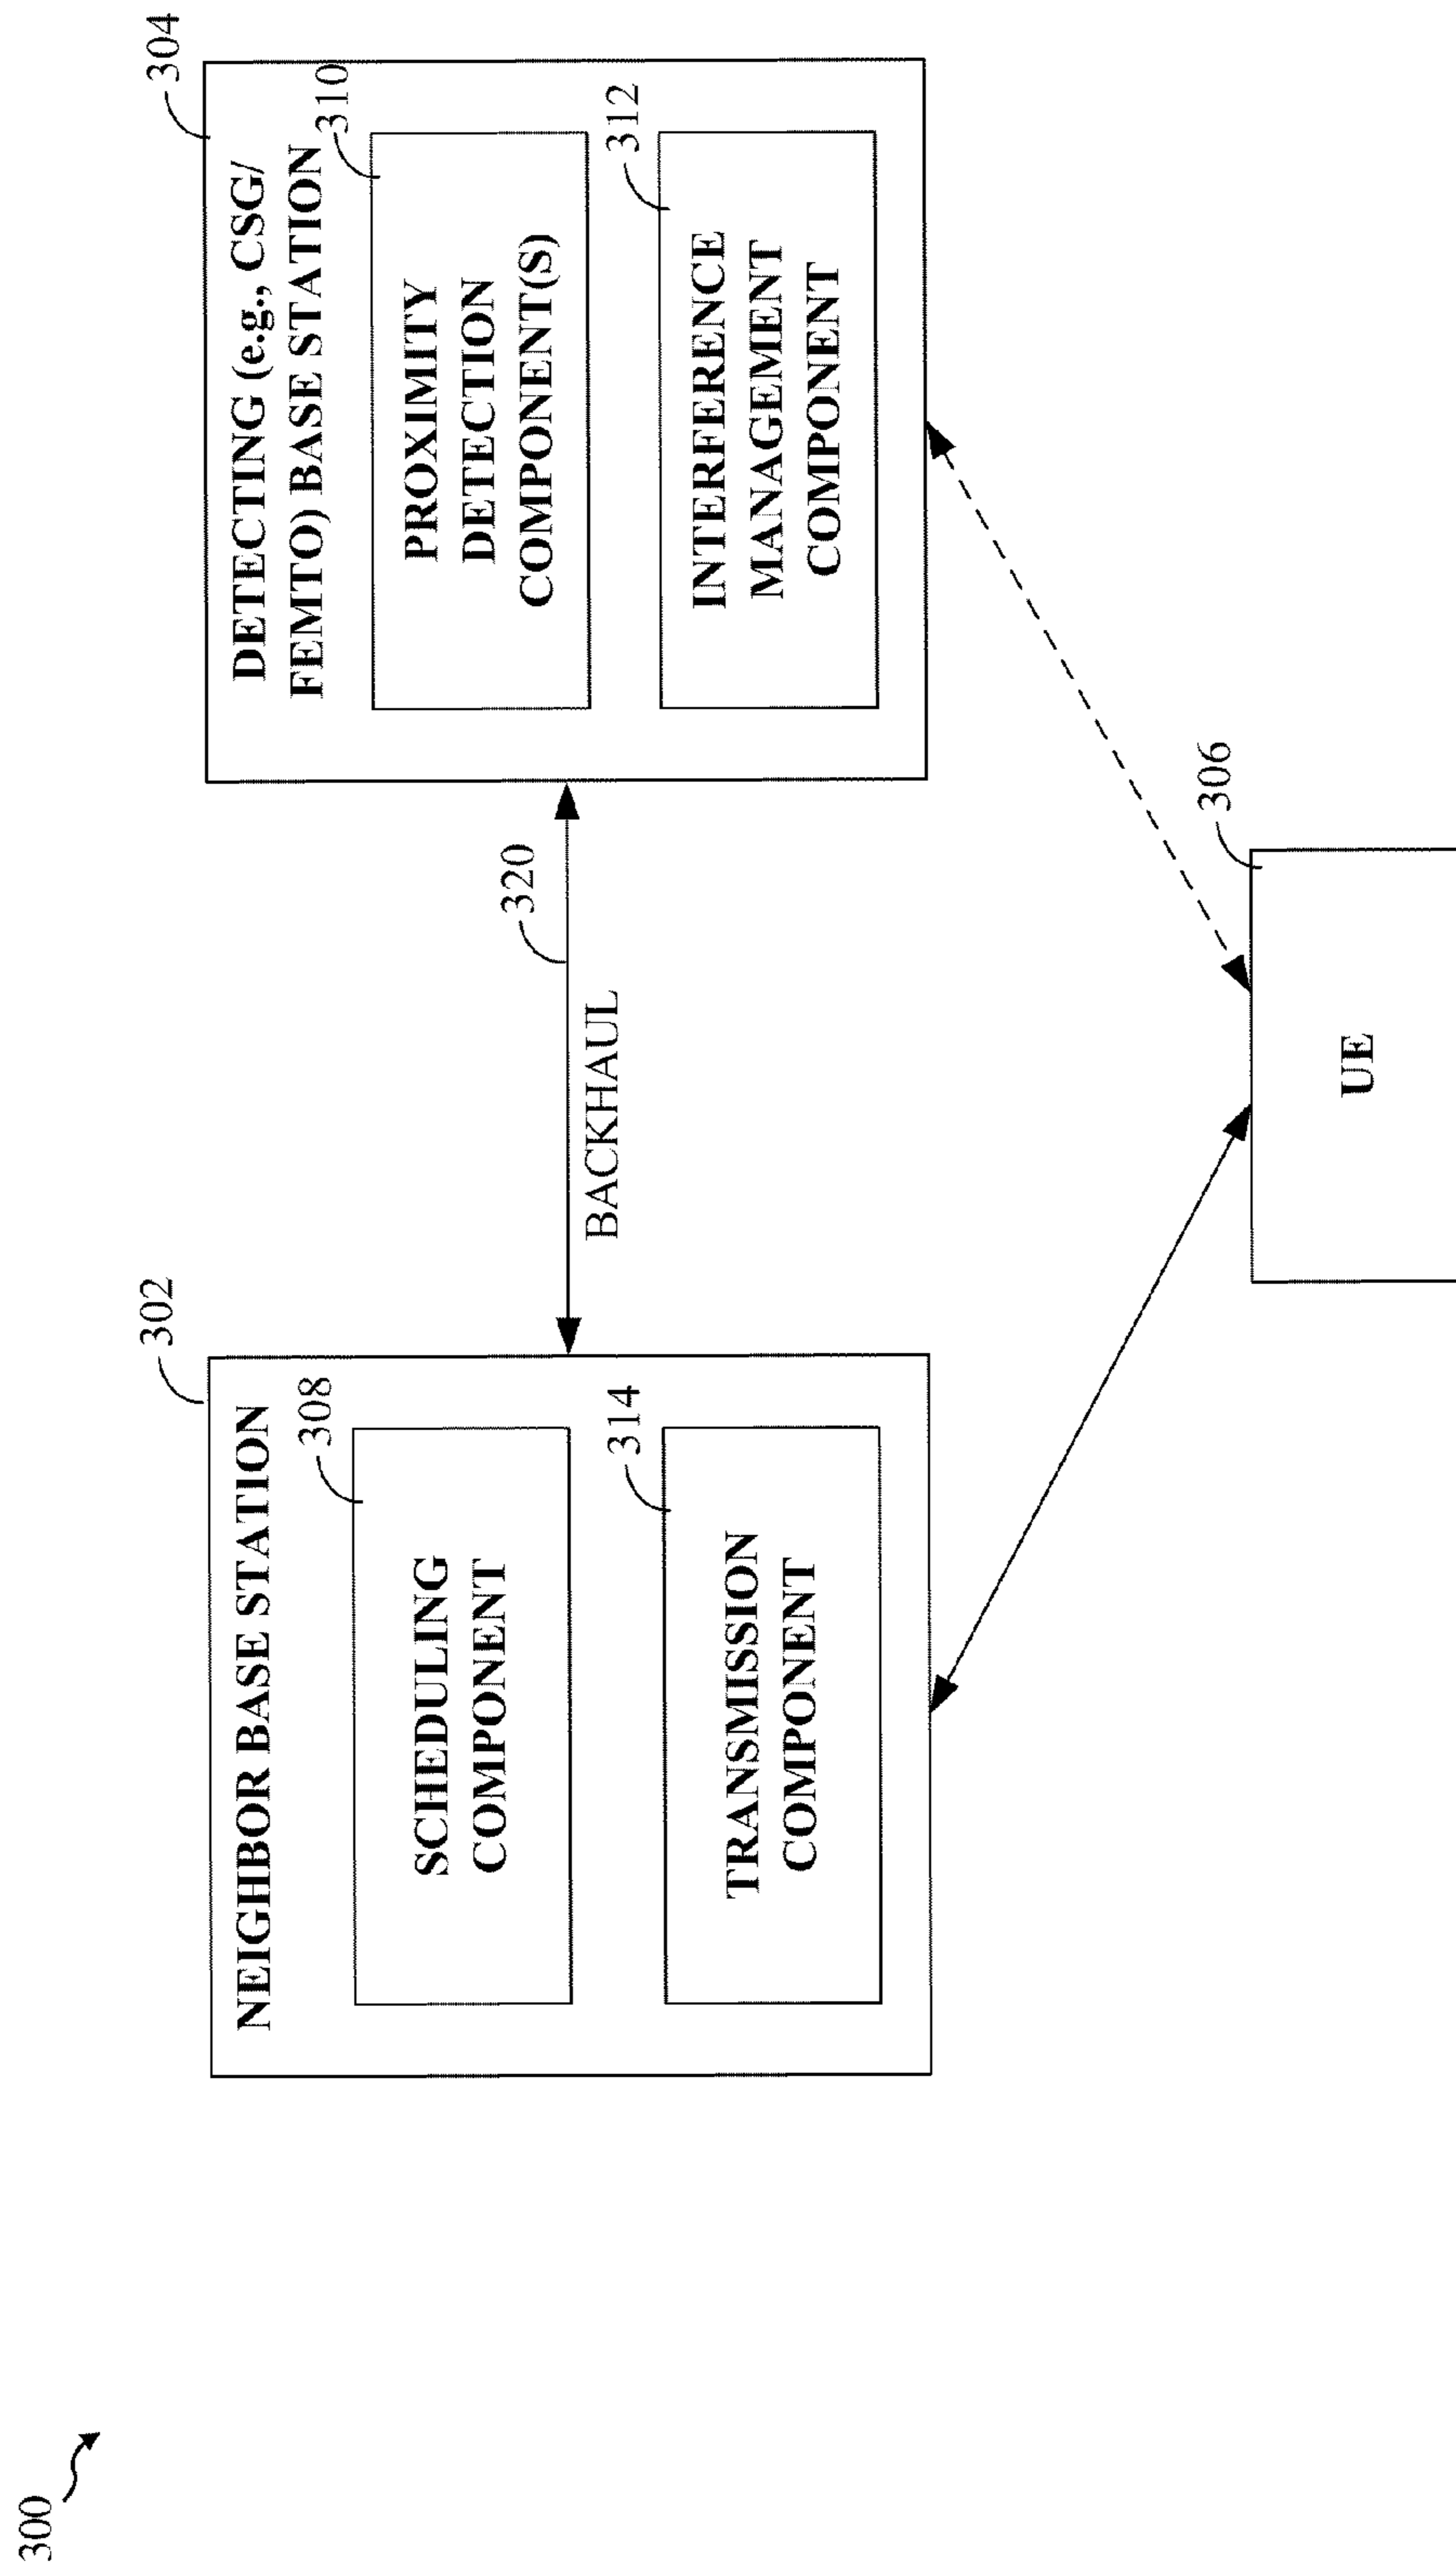 300
302
NEIGHBOR BASE STATION
308
SCHEDULING
COMPONENT
314
TRANSMISSION
COMPONENT
320
BACKHAUL
304
DETECTING (e.g., CSG/
FEMTO) BASE STATION
310
PROXIMITY
DETECTION
COMPONENT(S)
312
INTERFERENCE
MANAGEMENT
COMPONENT
306
UE